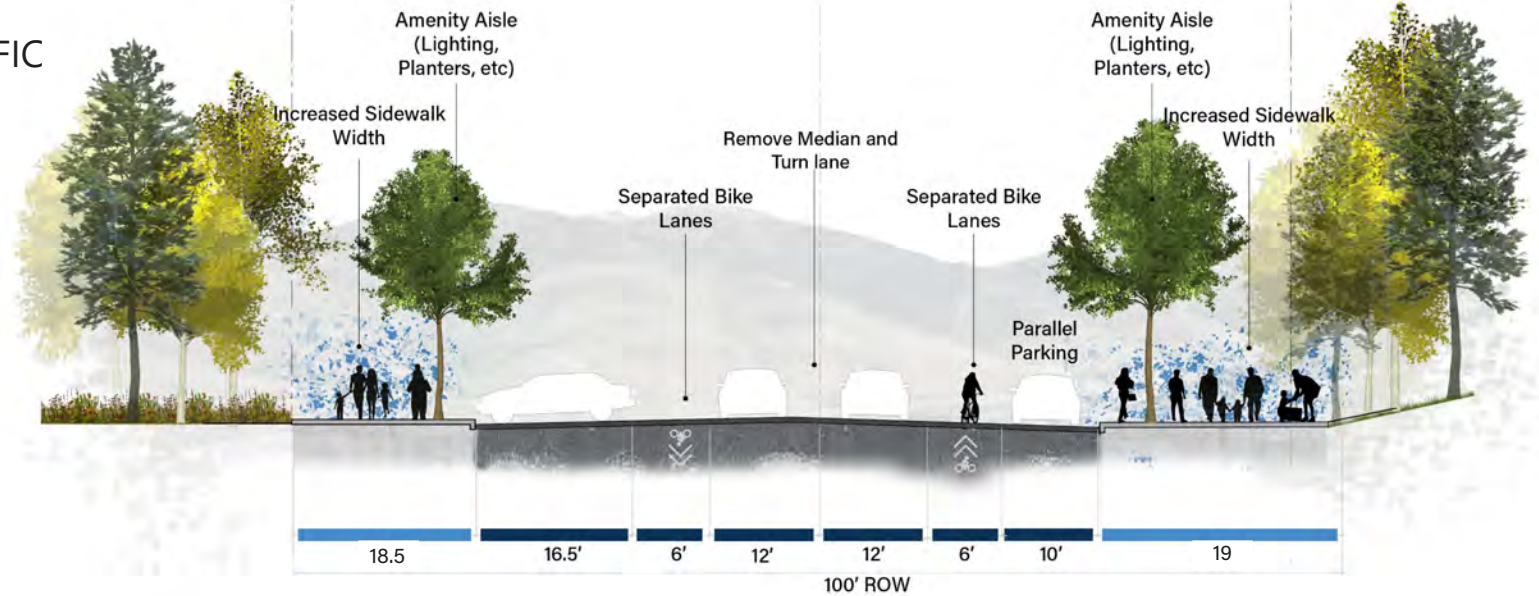 FIC
Amenity Aisle
(Lighting,
Planters, etc)
Amenity Aisle
(Lighting,
Planters, etc)
Increased Sidewalk
Width
Remove Median and
Turn lane
Increased Sidewalk
Width
Separated Bike
Lanes
Separated Bike
Lanes
Parallel
Parking
18.5
16.5'
6'
12'
12'
6'
10'
19
100' ROW